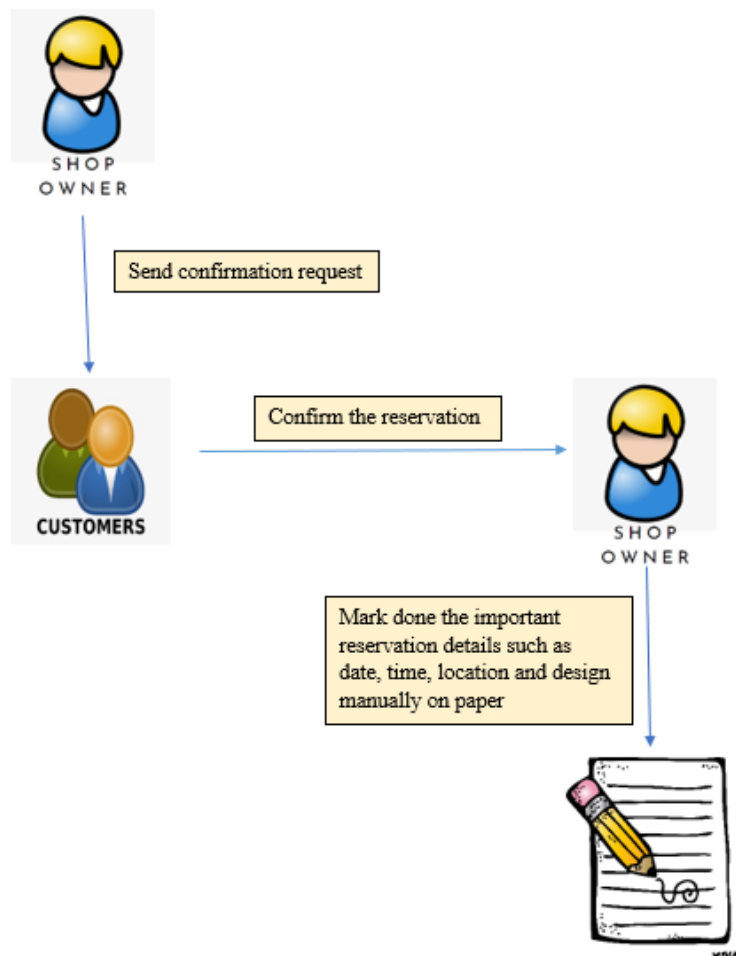 SHOP
OWNER
Send confirmation request
Confirm the reservation
CUSTOMERS
SHOP
OWNER
Mark done the important
reservation details such as
date, time, location and design
manually on paper